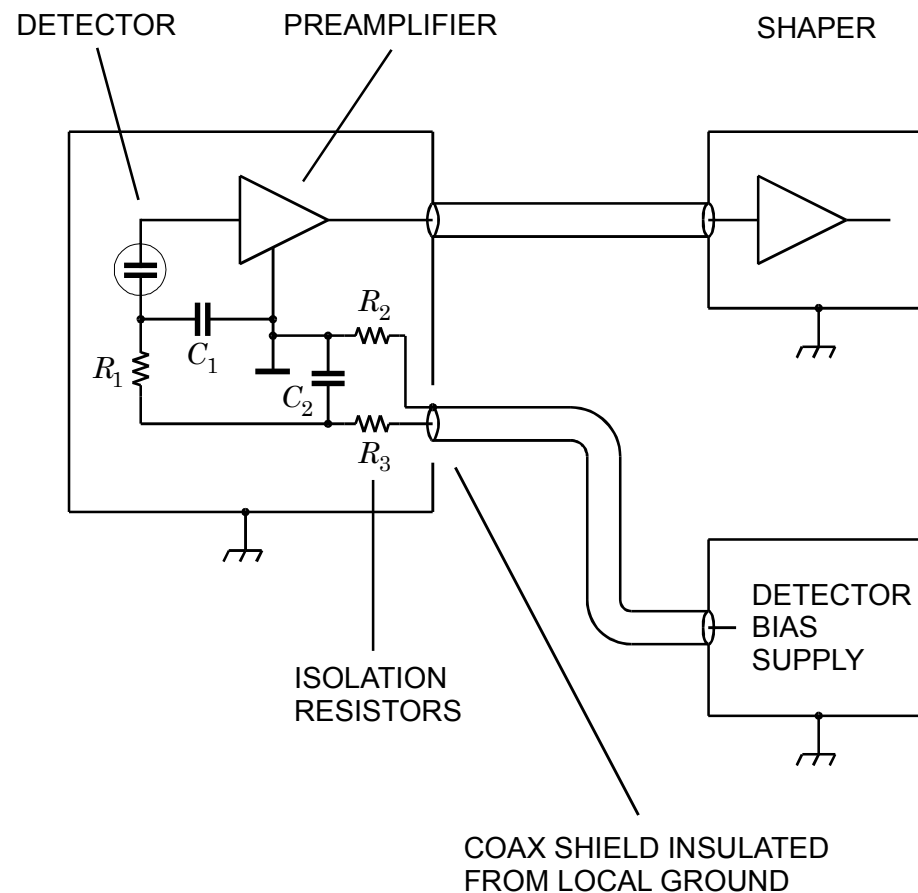 DETECTOR
PREAMPLIFIER
SHAPER
R2
C1
R1
C2
R3
DETECTOR
BIAS
SUPPLY
ISOLATION
RESISTORS
COAX SHIELD INSULATED
FROM LOCAL GROUND